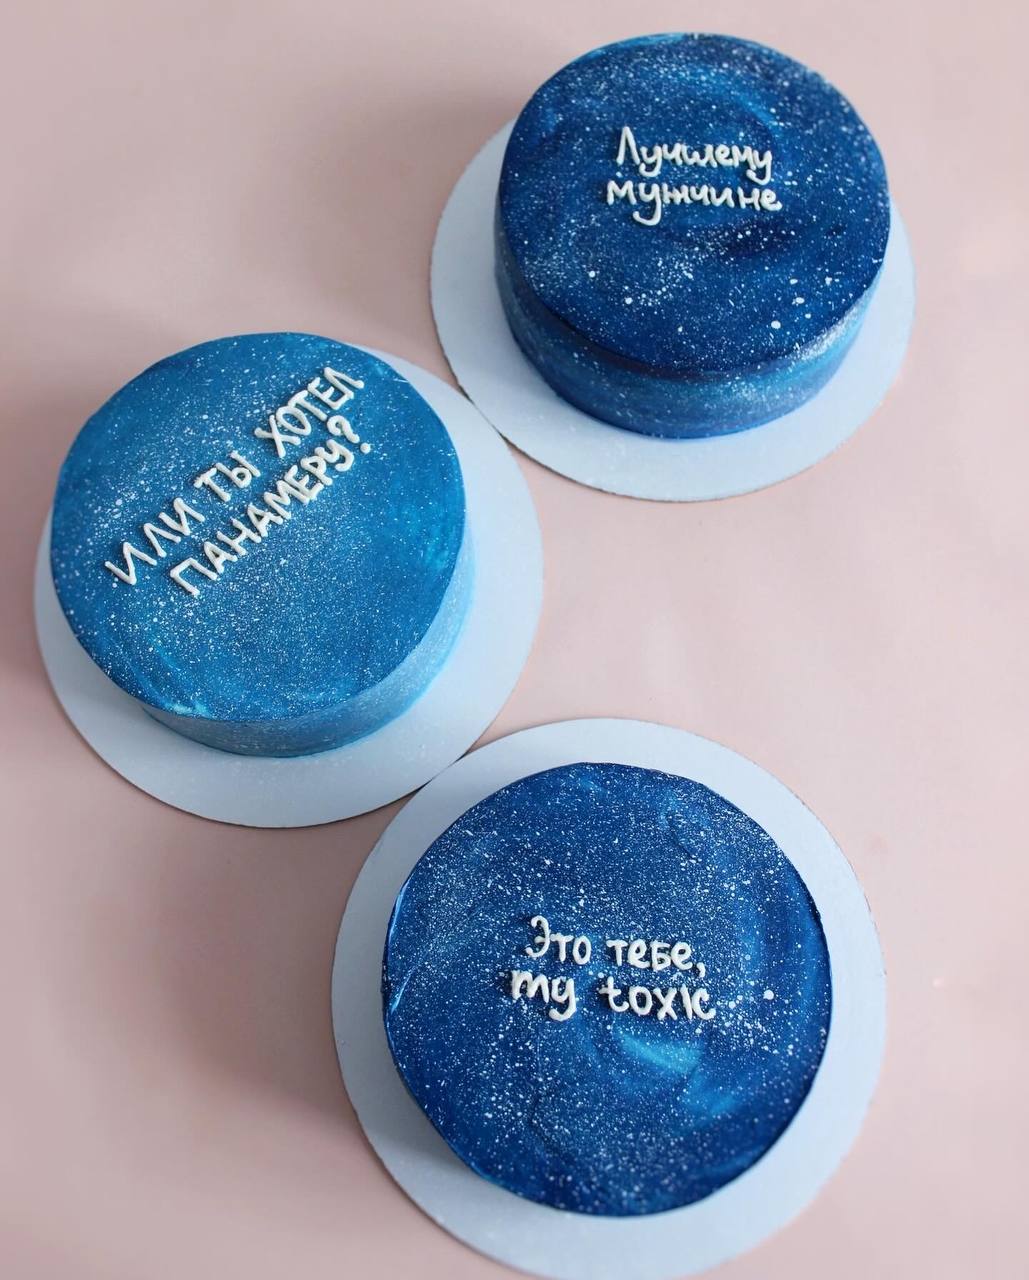 Лучшему
мужчине
ИЛИ ТЫ ХОТЕЛ
ПАНАМЕРУ?
Это тебе,
my toxic